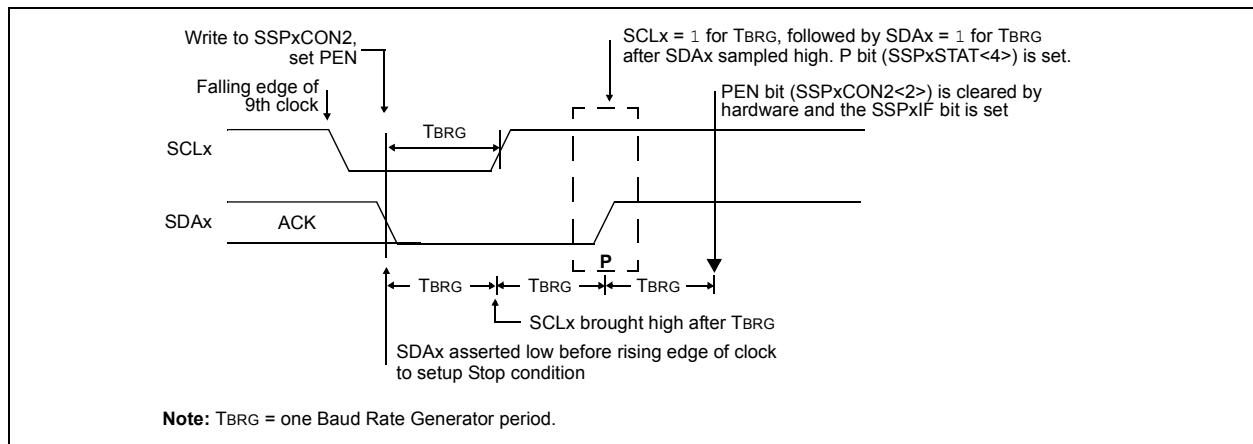 Write to SSPxCON2,
set PEN
SCLx = 1 for TBRG, followed by SDAx = 1 for TBRG
after SDAx sampled high. P bit (SSPxSTAT<4>) is set.
Falling edge of
9th clock
PEN bit (SSPxCON2<2>) is cleared by
hardware and the SSPxIF bit is set
TBRG
SCLx
SDAx
ACK
P
TBRG
TBRG
TBRG
SCLx brought high after TBRG
SDAx asserted low before rising edge of clock
to setup Stop condition
Note: TBRG = one Baud Rate Generator period.